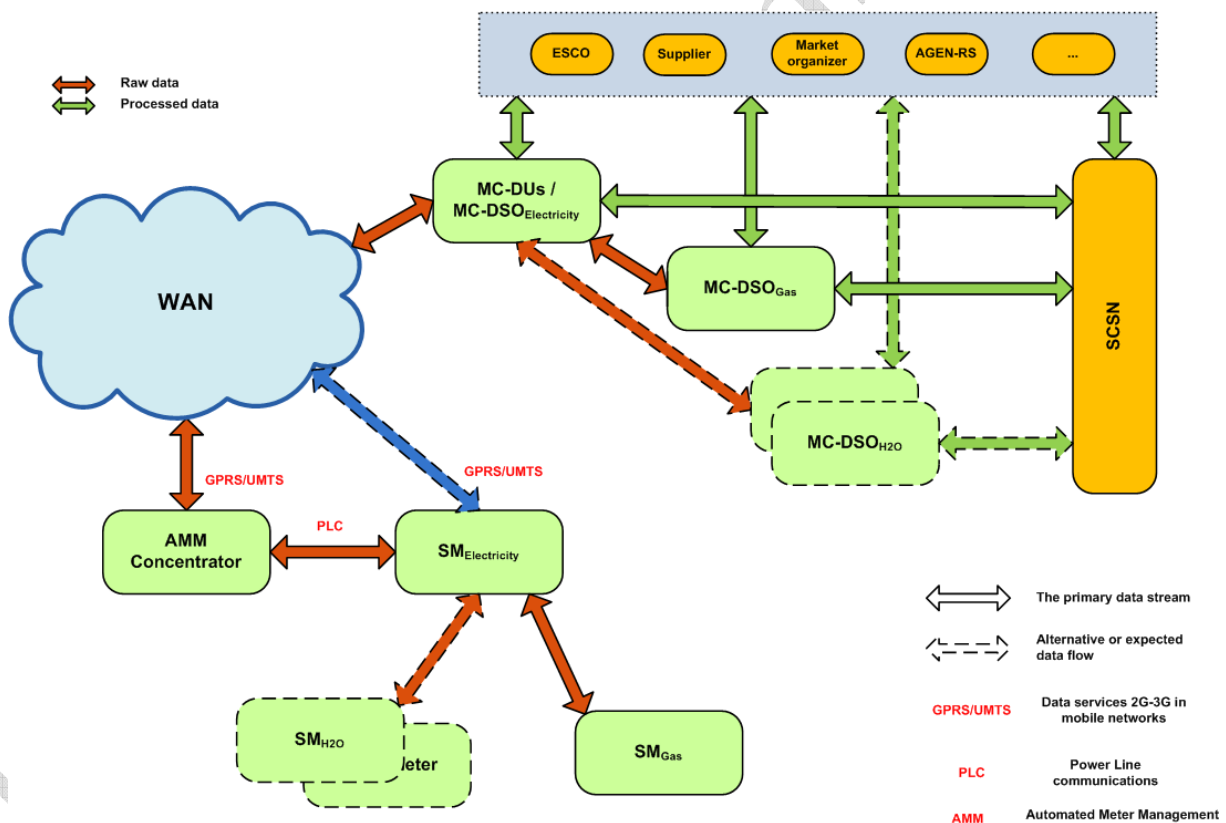 ESCO
Supplier
Market
organizer
AGEN-RS
...
Raw data
Processed data
MC-DUs /
MC-DSOElectricity
WAN
MC-DSOGas
SCSN
MC-DSOH2O
GPRS/UMTS
GPRS/UMTS
PLC
AMM
Concentrator
SMElectricity
The primary data stream
Alternative or expected
data flow
SMH2O
SMGas
GPRS/UMTS
Data services 2G-3G in
mobile networks
PLC
Power Line
communications
AMM
Automated Meter Management